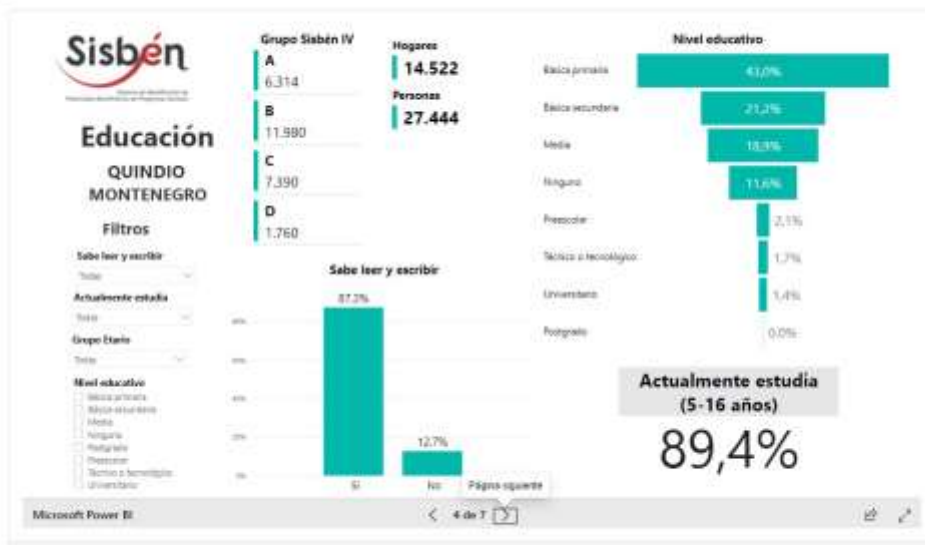 Sisbén
Educación
QUINDIO
MONTENEGRO
Filtros
Sabe leer y escribir
Todas
Actualmente estudia
Todas
Grupo Etario
Todas
Nivel educativo
Básica primaria
Básica secundaria
Media
Ninguno
Postgrado
Preescolar
Técnico o tecnológico
Universitario
Grupo Sisbén IV
A
6.314
B
11.980
C
7.390
D
1.760
Hogares
14.522
Personas
27.444
Nivel educativo
Básica primaria 43,0%
Básica secundaria 21,2%
Media 18,9%
Ninguno 11,6%
Preescolar 2,1%
Técnico o tecnológico 1,7%
Universitario 1,4%
Postgrado 0,0%
Sabe leer y escribir
87.3%
12.7%
Sí
No
Página siguiente
Actualmente estudia
(5-16 años)
89,4%
Microsoft Power BI
4 de 7